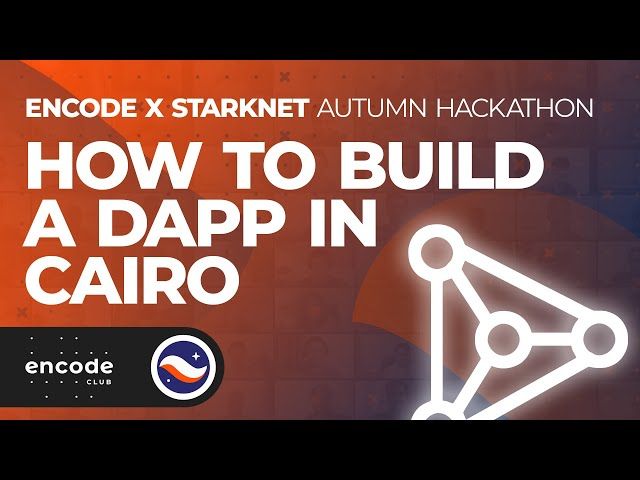 ENCODE X STARKNET AUTUMN HACKATHON
HOW TO BUILD
A DAPP IN
CAIRO
encode
CLUB